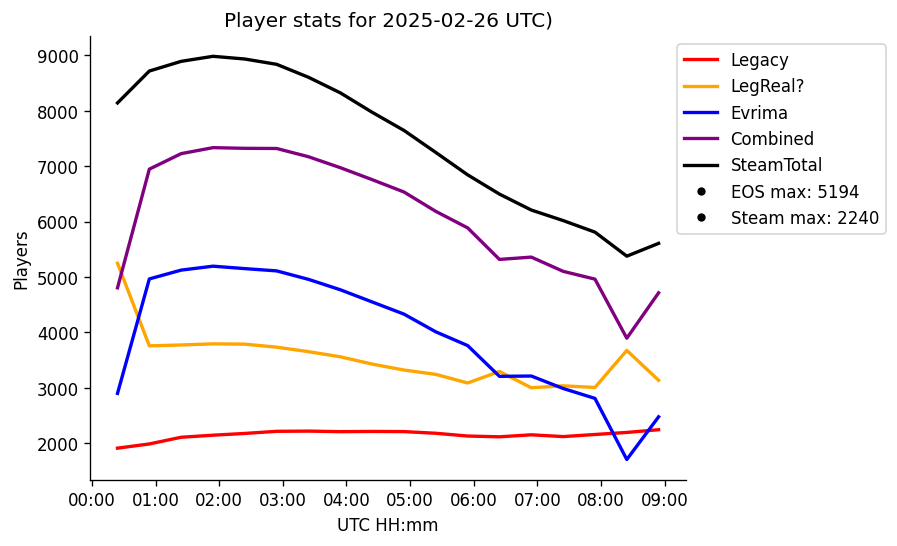 Player stats for 2025-02-26 UTC)
Players
9000
8000
7000
6000
5000
4000
3000
2000
00:00 01:00 02:00 03:00 04:00 05:00 06:00 07:00 08:00 09:00
UTC HH:mm
Legacy
LegReal?
Evrima
Combined
SteamTotal
EOS max: 5194
Steam max: 2240